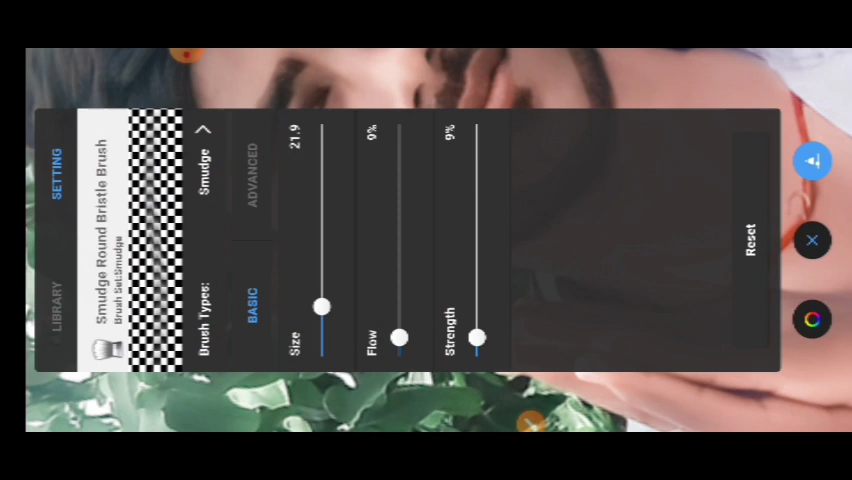 LIBRARY SETTING
Smudge Round Bristle Brush
Brush Set:Smudge
Brush Types: Smudge
BASIC ADVANCED
Size 21.9
Flow 9%
Strength 9%
Reset